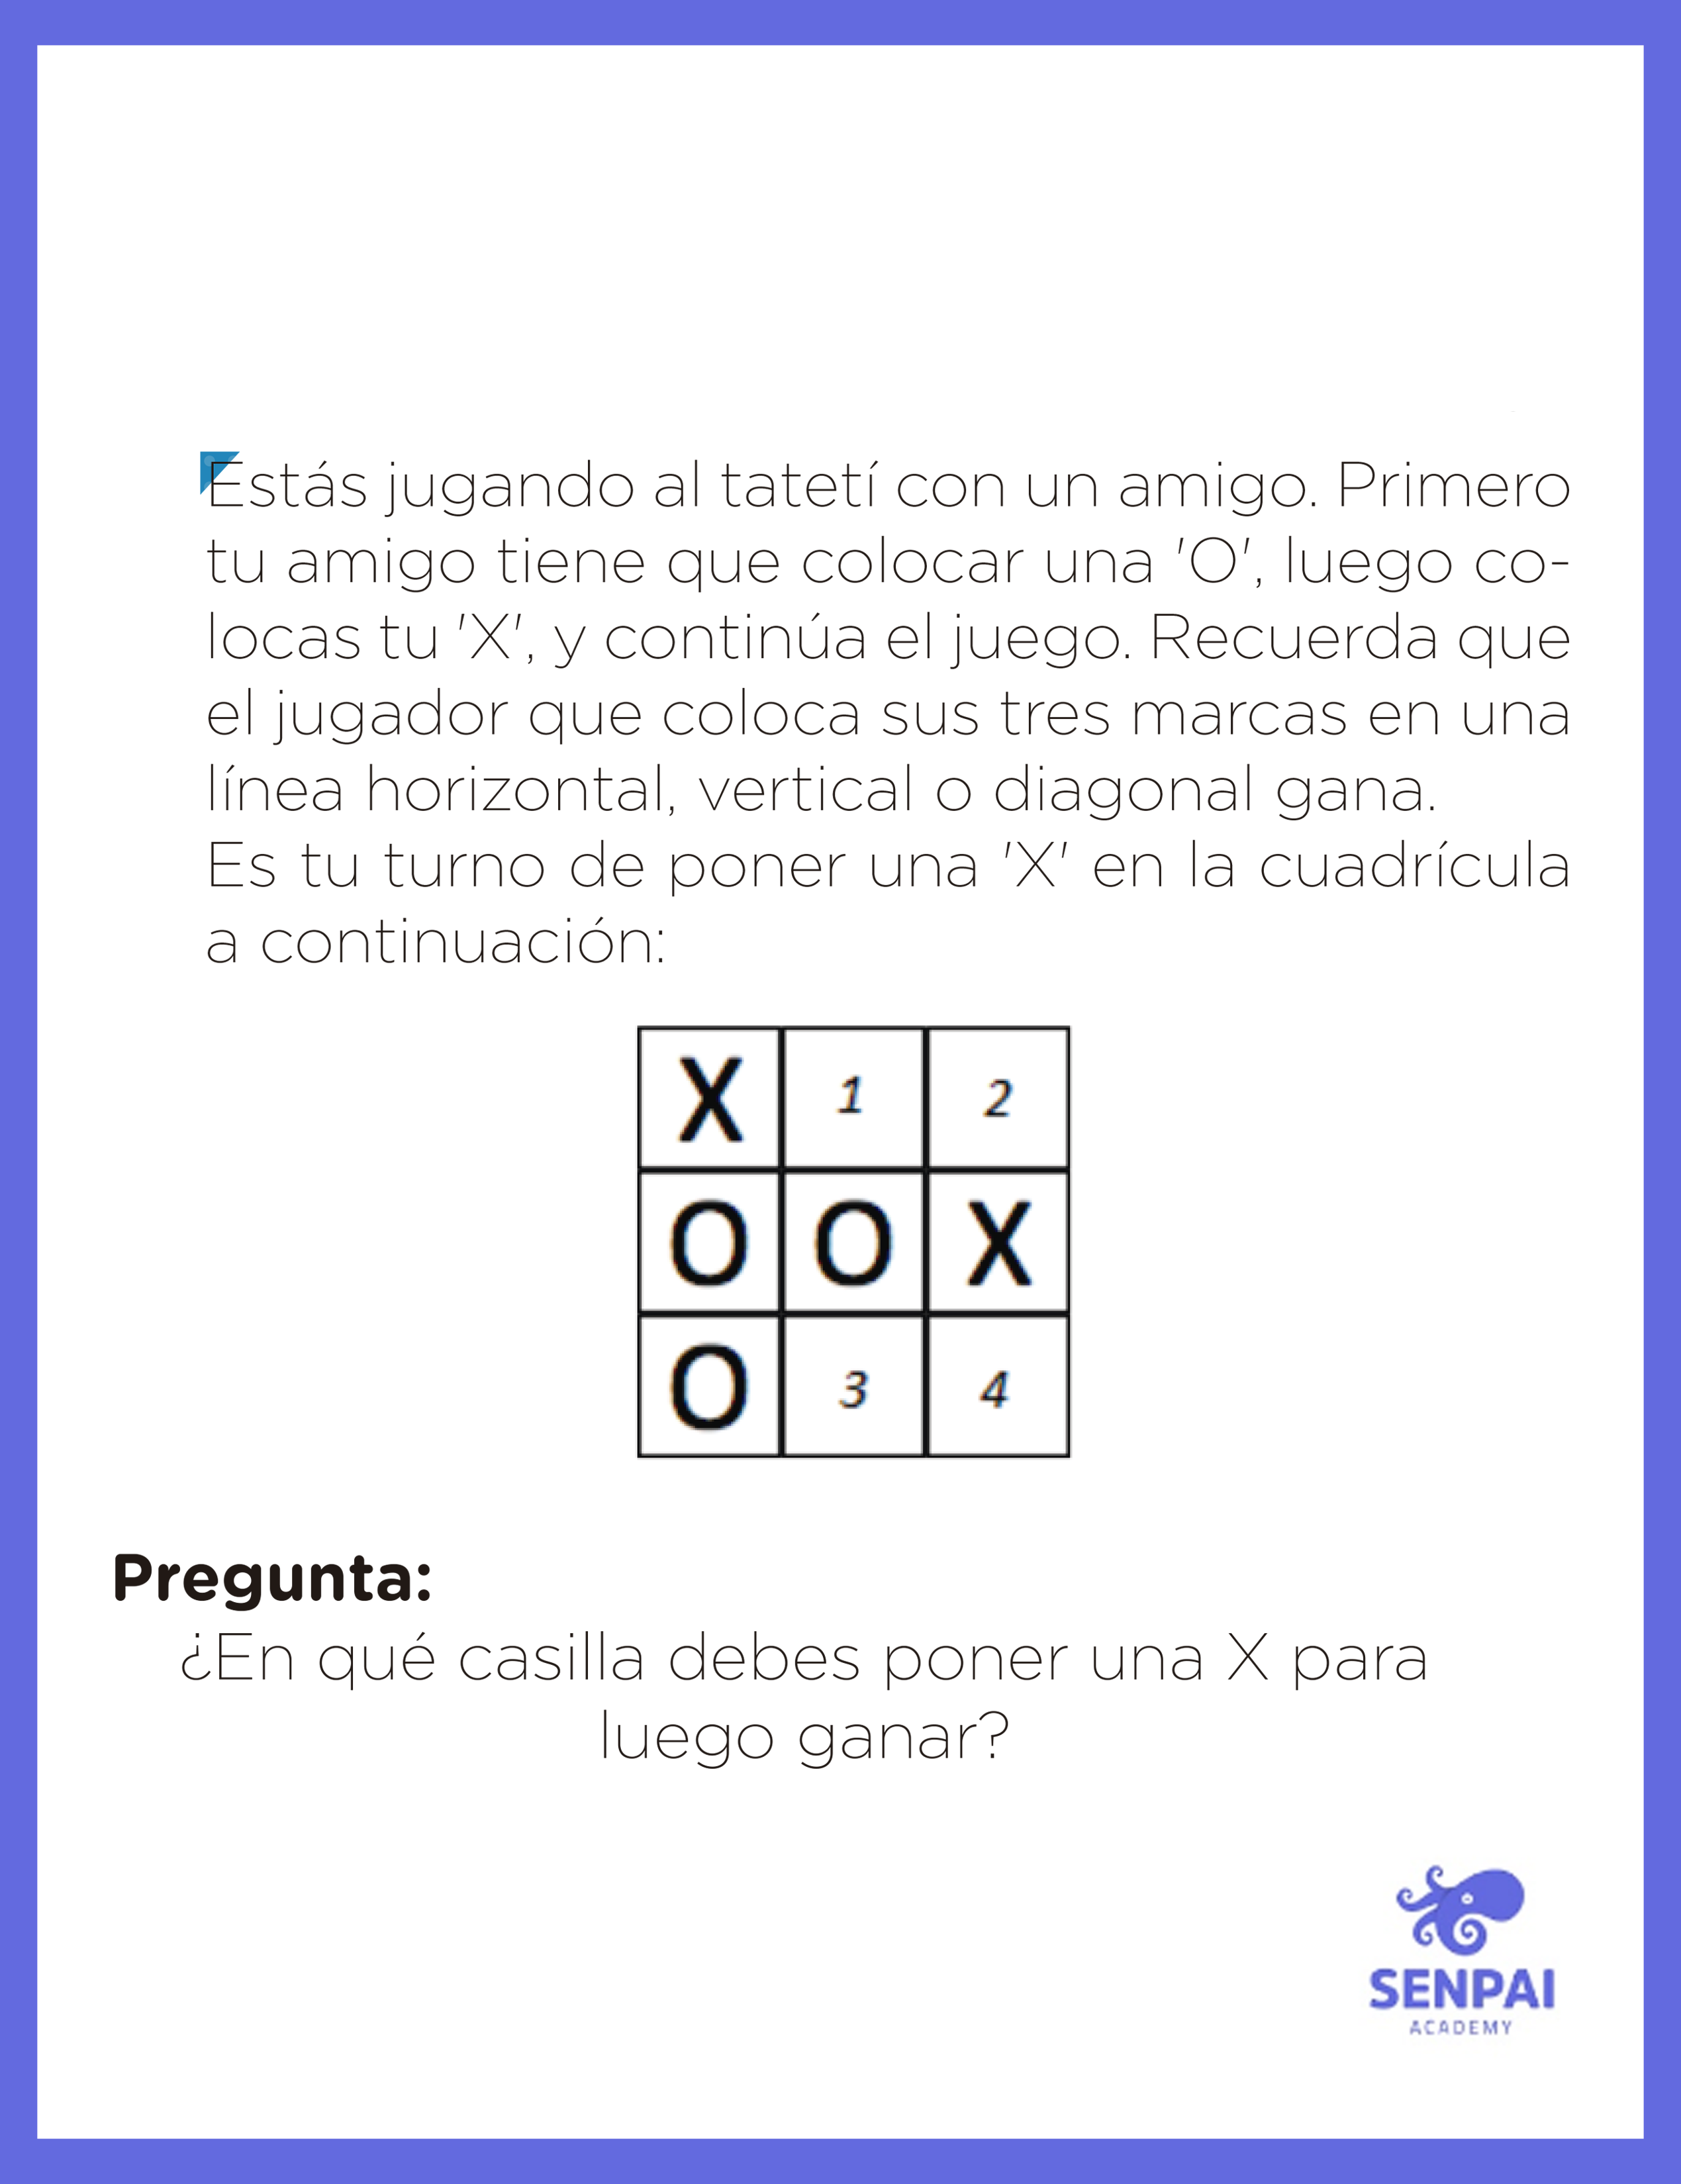 Estás jugando al tatetí con un amigo. Primero
tu amigo tiene que colocar una 'O', luego co-
locas tu 'X', y continúa el juego. Recuerda que
el jugador que coloca sus tres marcas en una
línea horizontal, vertical o diagonal gana.
Es tu turno de poner una 'X' en la cuadrícula
a continuación:
X 1 2
O O X
O 3 4
Pregunta:
¿En qué casilla debes poner una X para
luego ganar?
SENPAI
ACADEMY